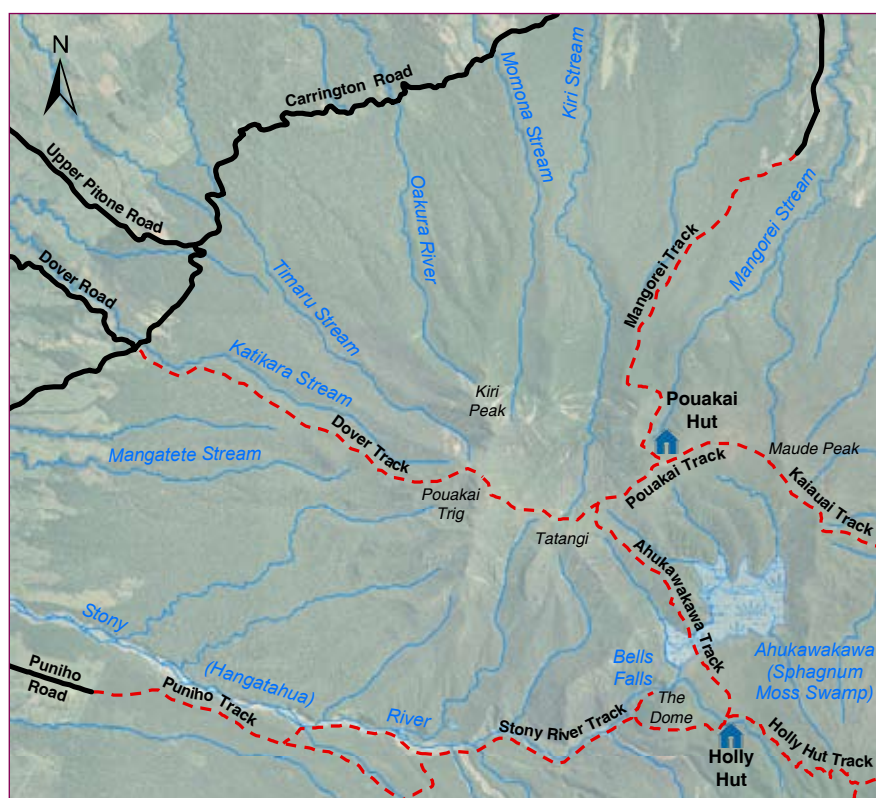 N
Carrington Road
Momona Stream
Kiri Stream
Upper Pitone Road
Oakura River
Mangorei Stream
Mangorei Track
Dover Road
Timaru Stream
Katikara Stream
Kiri
Peak
Pouakai
Hut
Dover Track
Mangatete Stream
Maude Peak
Pouakai Track
Kaiauai Track
Pouakai
Trig
Tatangi
Ahukawakawa Track
Stony
(Hangatahua)
River
Puniho
Road
Puniho Track
Bells
Falls
Ahukawakawa
(Sphagnum
Moss Swamp)
The
Dome
Stony River Track
Holly
Hut
Holly Hut Track